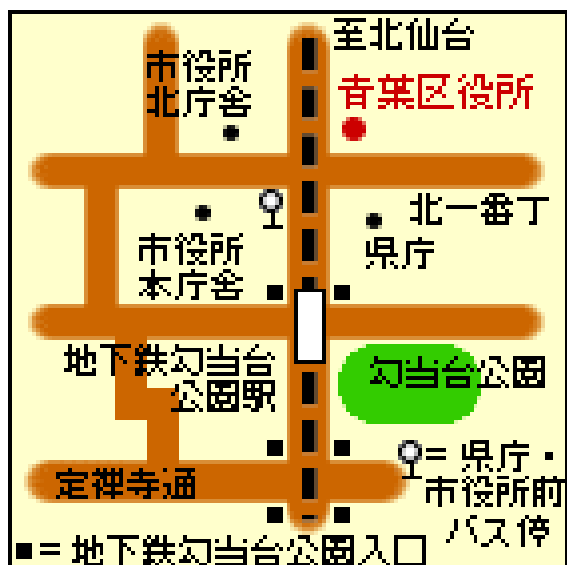 至北仙台
市役所
北庁舎
青葉区役所
北一番丁
市役所
本庁舎
県庁
地下鉄勾当台
公園駅
勾当台公園
= 県庁・
市役所前
バス停
定禅寺通
■= 地下鉄勾当台公園入口